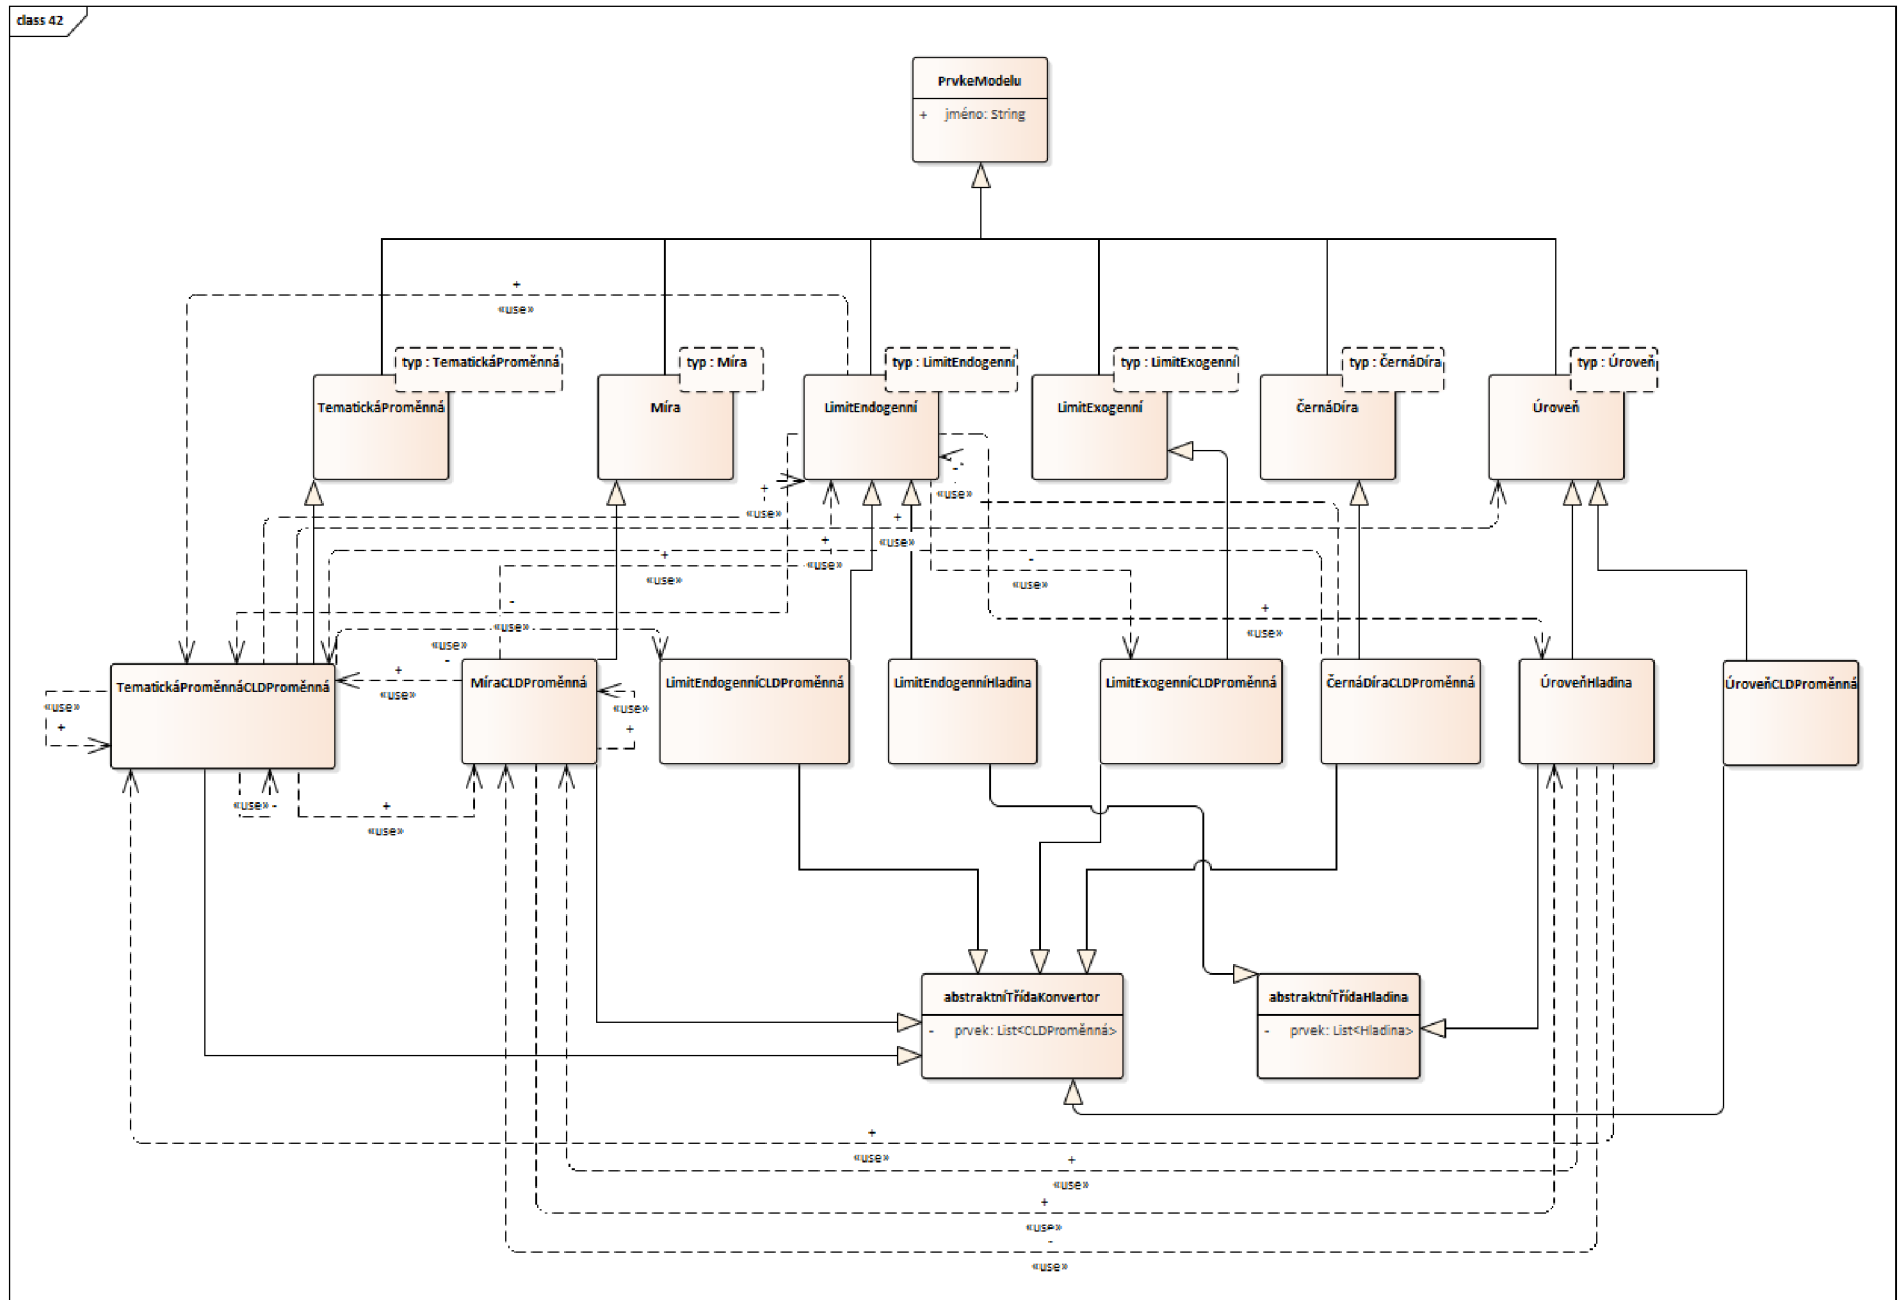 class 42
PrvkeModelu
+ jméno: String
+
«use»
typ : TematickáProměnná
typ : Míra
typ : LimitEndogenní
typ : LimitExogenní
typ : ČernáDíra
typ : Úroveň
TematickáProměnná
Míra
LimitEndogenní
LimitExogenní
ČernáDíra
Úroveň
-
«use»
+
«use»
+
«use»
+
«use»
+
«use»
-
«use»
-
«use»
+
«use»
«use»
-
+
«use»
TematickáProměnnáCLDProměnná
MíraCLDProměnná
LimitEndogenníCLDProměnná
LimitEndogenníHladina
LimitExogenníCLDProměnná
ČernáDíraCLDProměnná
ÚroveňHladina
ÚroveňCLDProměnná
«use»
+
«use»
+
«use» -
+
«use»
abstraktníTřídaKonvertor
- prvek: List<CLDProměnná>
abstraktníTřídaHladina
- prvek: List<Hladina>
+
«use»
+
«use»
+
«use»
-
«use»